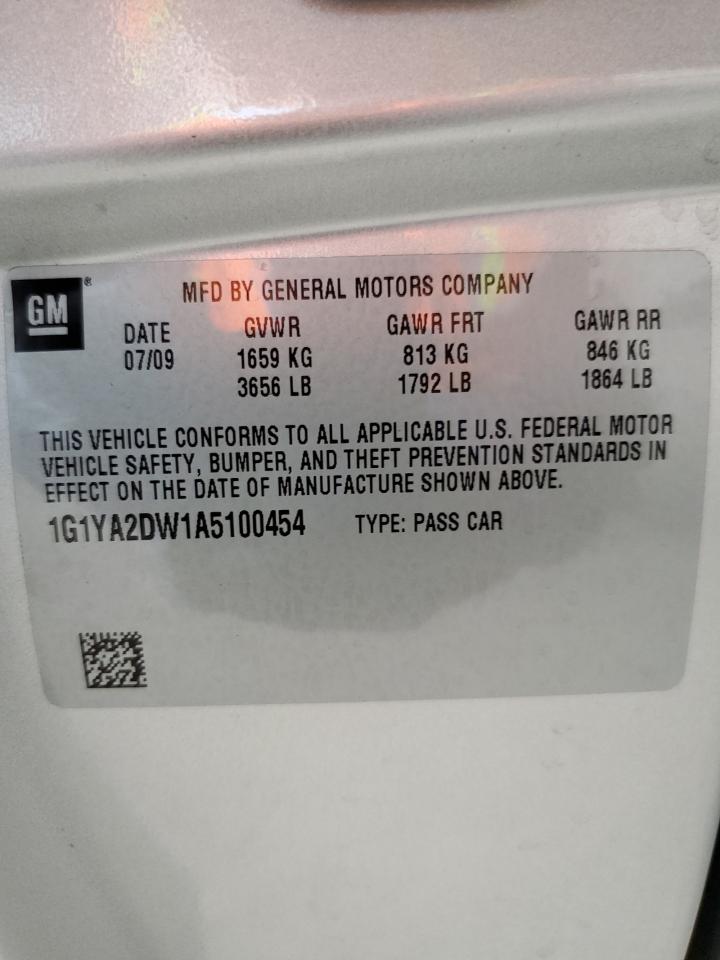 GM®
MFD BY GENERAL MOTORS COMPANY
DATE GVWR GAWR FRT GAWR RR
07/09 1659 KG 813 KG 846 KG
3656 LB 1792 LB 1864 LB
THIS VEHICLE CONFORMS TO ALL APPLICABLE U.S. FEDERAL MOTOR
VEHICLE SAFETY, BUMPER, AND THEFT PREVENTION STANDARDS IN
EFFECT ON THE DATE OF MANUFACTURE SHOWN ABOVE.
1G1YA2DW1A5100454 TYPE: PASS CAR